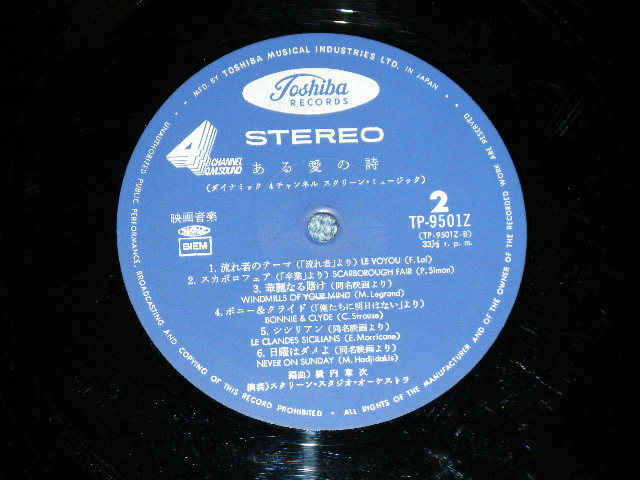 MFD. BY TOSHIBA MUSICAL INDUSTRIES LTD. IN JAPAN
Toshiba
RECORDS
STEREO
4 CHANNEL
Q.M.SOUND
ある愛の詩
(ダイナミック 4チャンネル スクリーン・ミュージック)
2
TP-9501Z
(TP-9501Z-B)
33⅓ r. p. m.
映画音楽
BIEM
1. 流れ者のテーマ(「流れ者」より) LE VOYOU (F. Lai)
2. スカボロフェア(「卒業」より) SCARBOROUGH FAIR (P. Simon)
3. 華麗なる賭け(同名映画より)
WINDMILLS OF YOUR MIND (M. Legrand)
4. ボニー&クライド(「俺たちに明日はない」より)
BONNIE & CLYDE (C. Strouse)
5. シシリアン(同名映画より)
LE CLANDES SICILIANS (E. Morricone)
6. 日曜はダメよ(同名映画より)
NEVER ON SUNDAY (M. Hadjidakis)
編曲) 横内章次
演奏) スクリーン・スタジオ・オーケストラ
UNAUTHORIZED PUBLIC PERFORMANCE, BROADCASTING AND COPYING OF THIS RECORD PROHIBITED • ALL RIGHTS OF THE MANUFACTURER AND OF THE OWNER OF THE RECORDED WORK ARE RESERVED